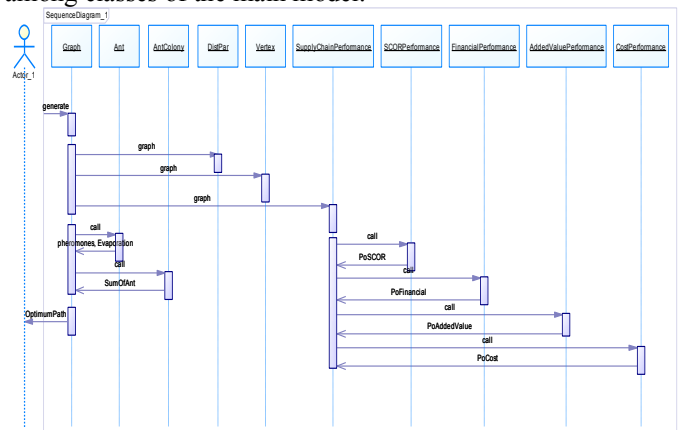 among classes of the main model.
SequenceDiagram_1
Graph Ant AntColony DistPar Vertex SupplyChainPerformance SCORPerformance FinancialPerformance AddedValuePerformance CostPerformance
Actor_1
generate
graph
graph
graph
call
call
pheromones, Evaporation
PoSCOR
call
call
SumOfAnt
PoFinancial
call
OptimumPath
PoAddedValue
call
PoCost